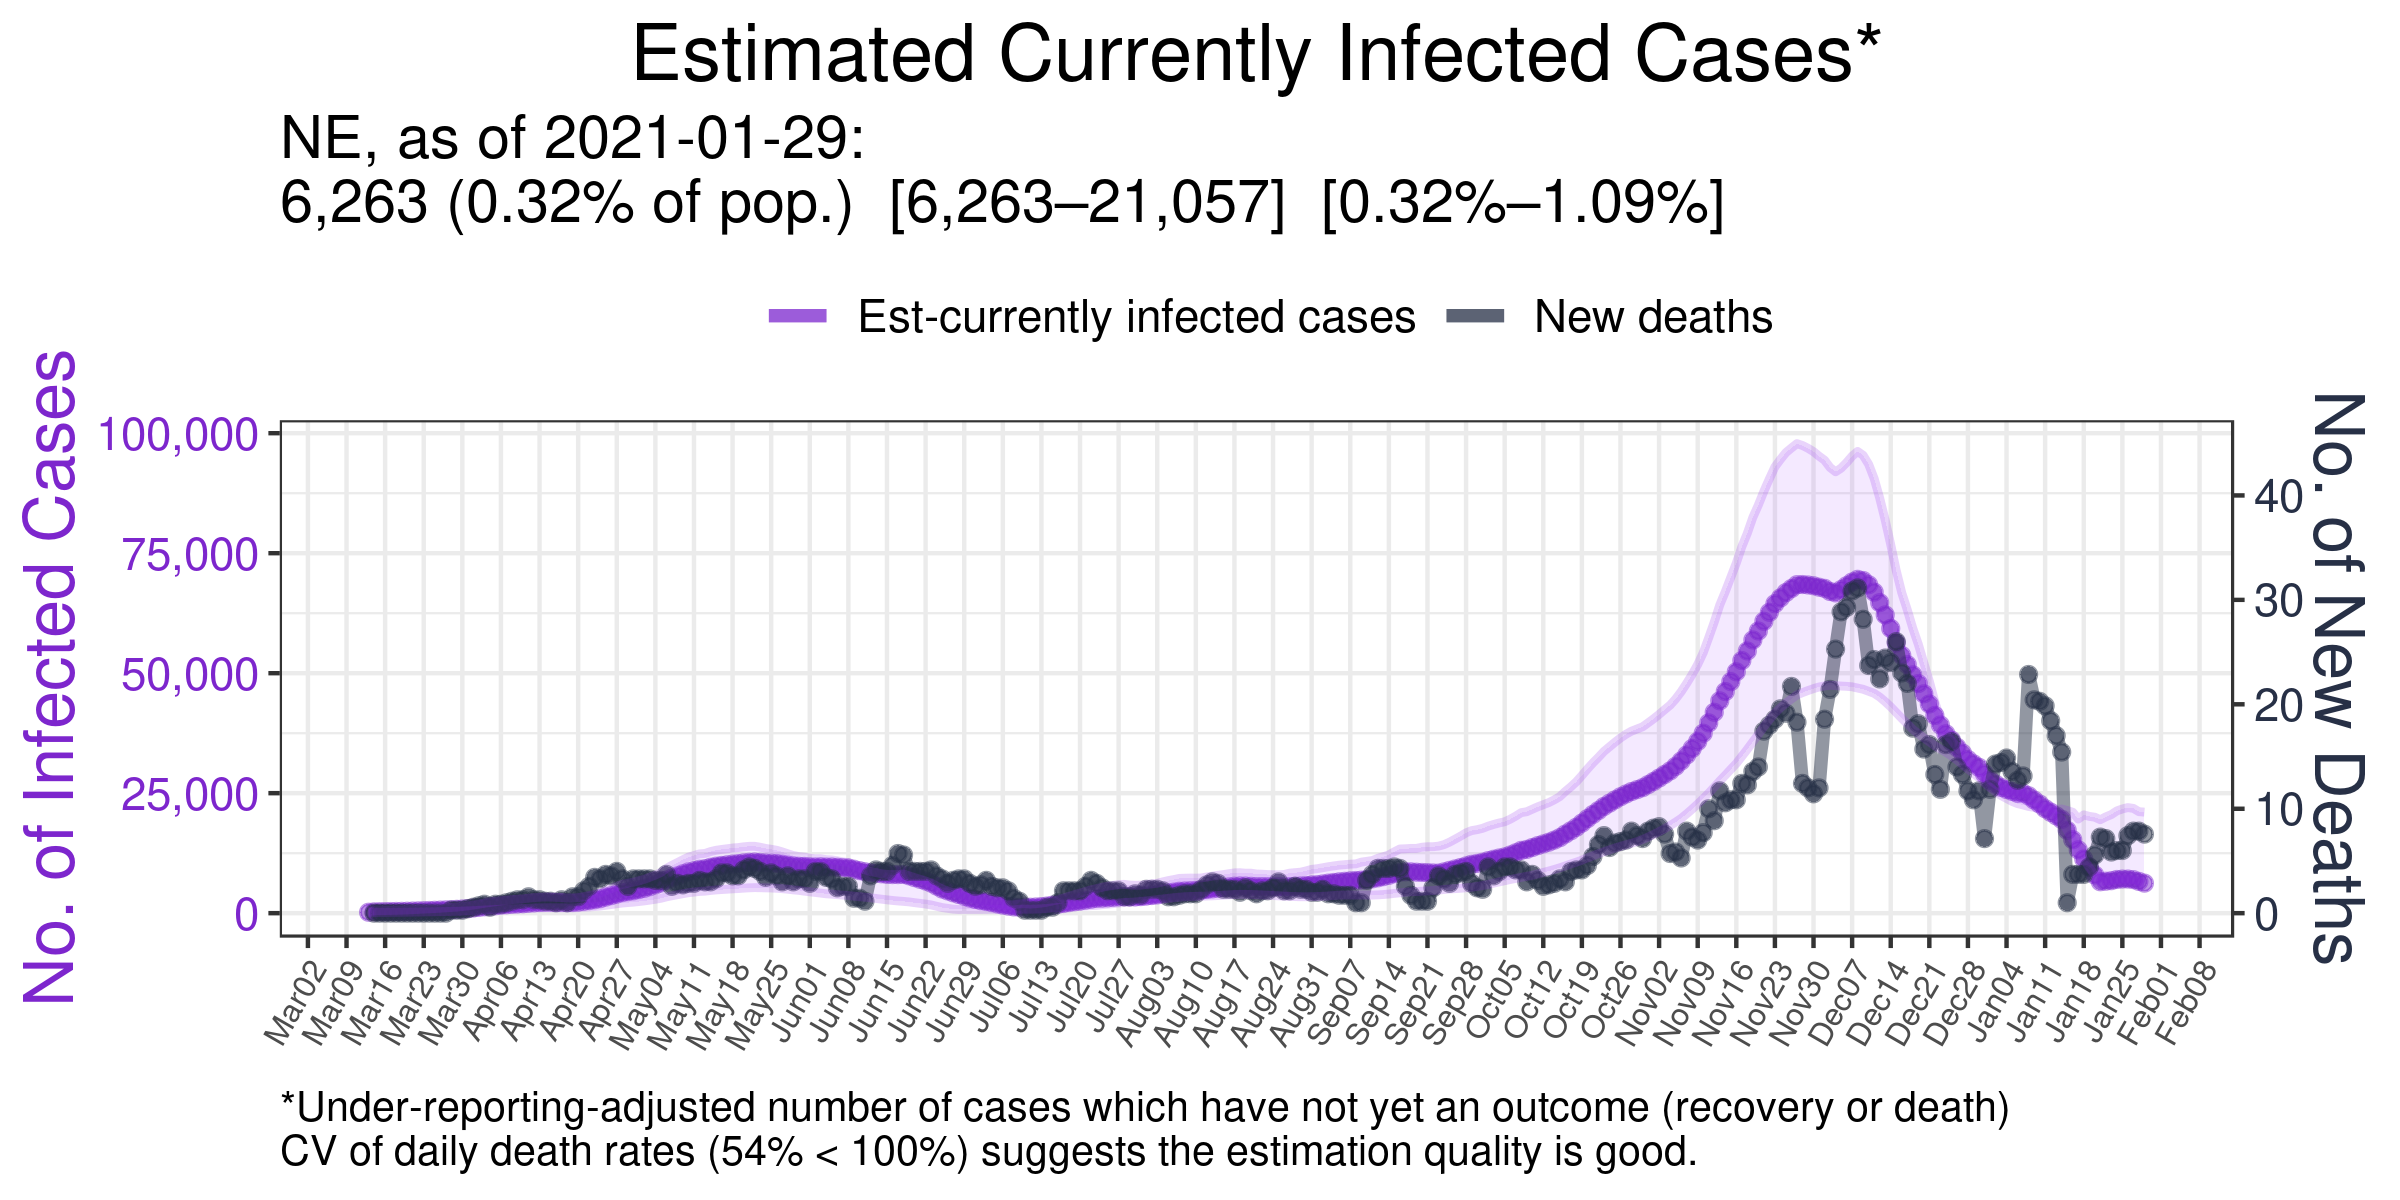 Estimated Currently Infected Cases*
NE, as of 2021-01-29:
6,263 (0.32% of pop.) [6,263–21,057] [0.32%–1.09%]
Est-currently infected cases
New deaths
No. of Infected Cases
100,000
75,000
50,000
25,000
0
No. of New Deaths
40
30
20
10
0
Mar02
Mar09
Mar16
Mar23
Mar30
Apr06
Apr13
Apr20
Apr27
May04
May11
May18
May25
Jun01
Jun08
Jun15
Jun22
Jun29
Jul06
Jul13
Jul20
Jul27
Aug03
Aug10
Aug17
Aug24
Aug31
Sep07
Sep14
Sep21
Sep28
Oct05
Oct12
Oct19
Oct26
Nov02
Nov09
Nov16
Nov23
Nov30
Dec07
Dec14
Dec21
Dec28
Jan04
Jan11
Jan18
Jan25
Feb01
Feb08
*Under-reporting-adjusted number of cases which have not yet an outcome (recovery or death)
CV of daily death rates (54% < 100%) suggests the estimation quality is good.